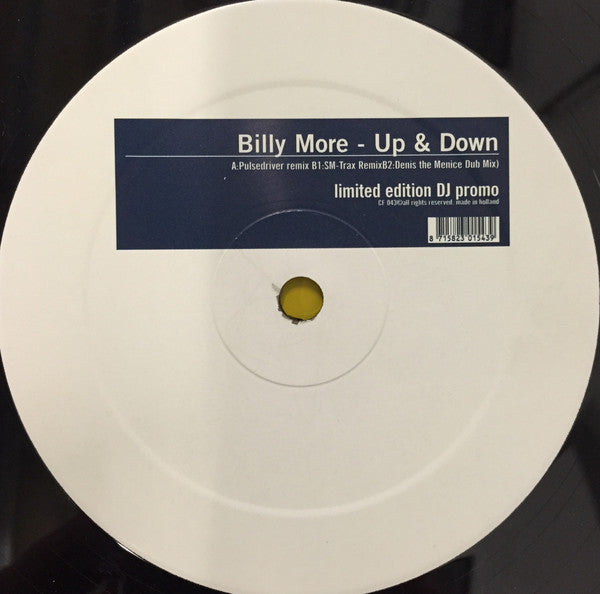 Billy More - Up & Down
A:Pulsedriver remix B1:SM-Trax RemixB2:Denis the Menice Dub Mix)
limited edition DJ promo
CF 043©all rights reserved. made in holland
8 715823 015439